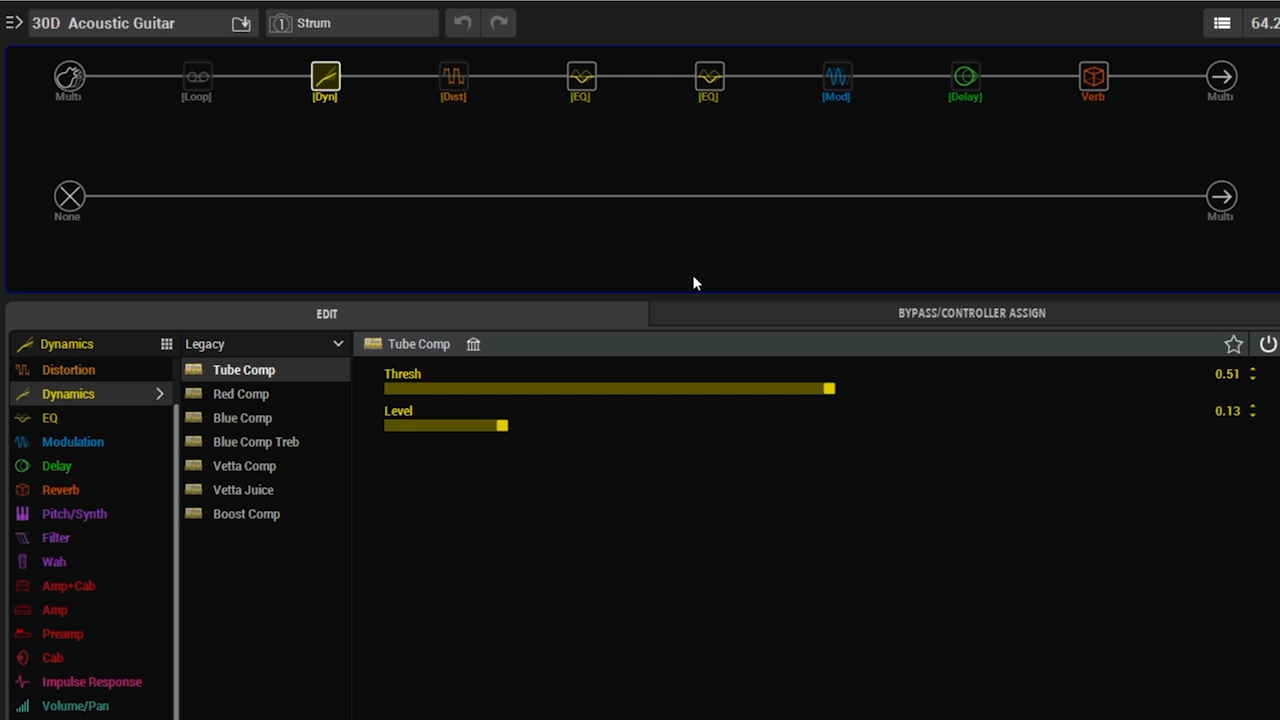 30D Acoustic Guitar
1 Strum
64.2
Multi |Loop| |Dyn| |Dist| |EQ| |EQ| |Mod| |Delay| Verb Multi
None Multi
EDIT BYPASS/CONTROLLER ASSIGN
Dynamics Legacy Tube Comp
Distortion Tube Comp Thresh 0.51
Dynamics Red Comp
EQ Blue Comp Level 0.13
Modulation Blue Comp Treb
Delay Vetta Comp
Reverb Vetta Juice
Pitch/Synth Boost Comp
Filter
Wah
Amp+Cab
Amp
Preamp
Cab
Impulse Response
Volume/Pan